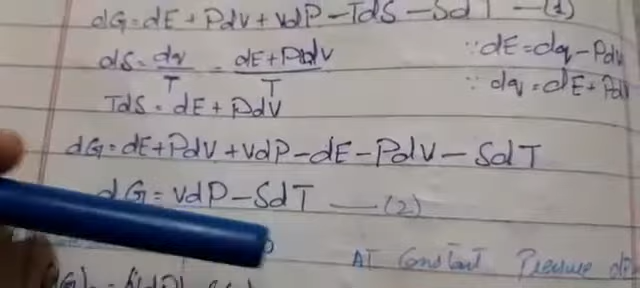 dG = dE + PdV + VdP - TdS - SdT — (1)
dS = dq/T = dE + PdV/T ∵ dE = dq - PdV
TdS = dE + PdV ∵ dq = dE + Pd
dG = dE + PdV + VdP - dE - PdV - SdT
dG = VdP - SdT — (2)
AT Constant Pressure